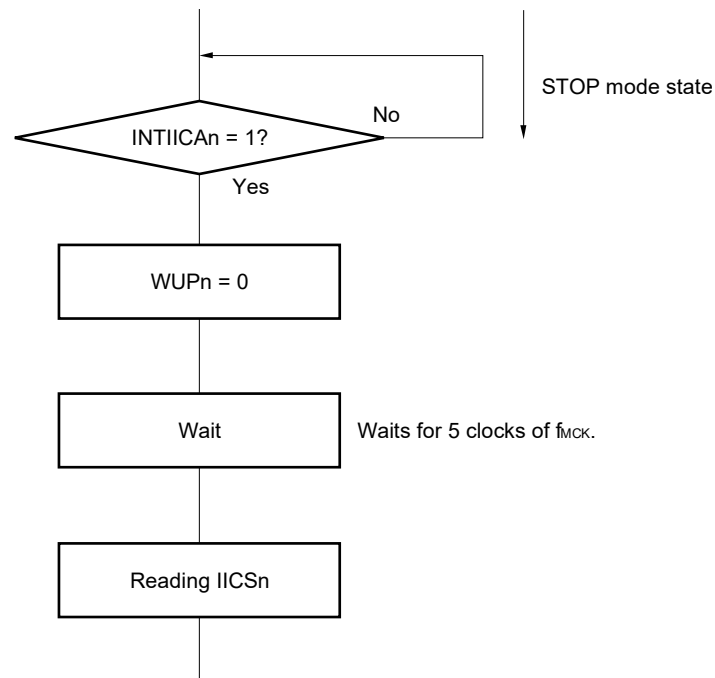 STOP mode state
No
INTIICAn = 1?
Yes
WUPn = 0
Wait
Waits for 5 clocks of fMCK.
Reading IICSn